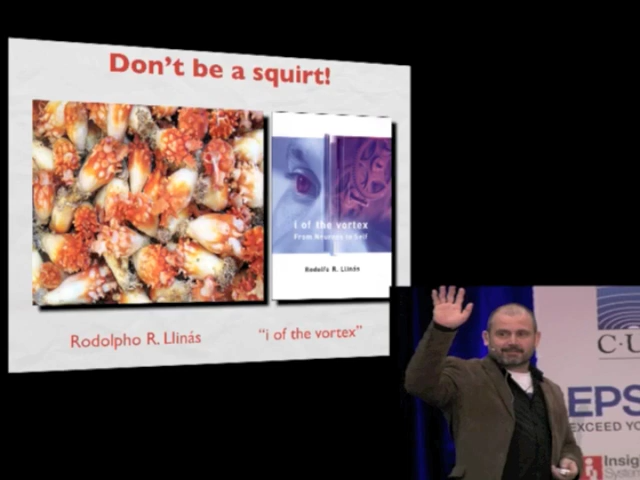 Don't be a squirt!
i of the vortex
From Neurons to Self
Rodolfo R. Llinás
Rodolpho R. Llinás
"i of the vortex"
C·U
EPS
EXCEED YO
Insig
System